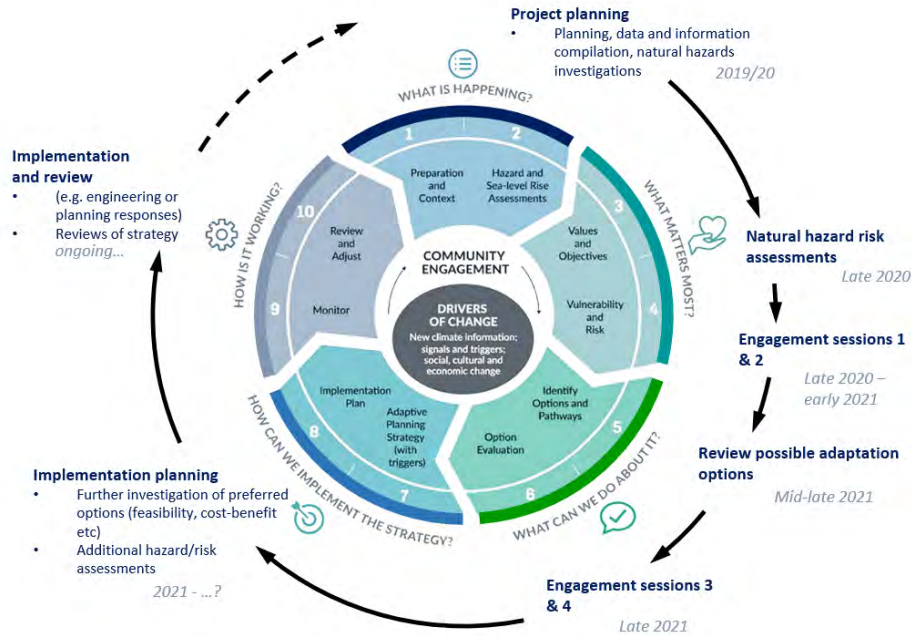 Project planning
• Planning, data and information
compilation, natural hazards
investigations
2019/20
Natural hazard risk
assessments
Late 2020
Engagement sessions 1
& 2
Late 2020 –
early 2021
Review possible adaptation
options
Mid-late 2021
Engagement sessions 3
& 4
Late 2021
Implementation planning
• Further investigation of preferred
options (feasibility, cost-benefit
etc)
• Additional hazard/risk
assessments
2021 - ...?
Implementation
and review
• (e.g. engineering or
planning responses)
• Reviews of strategy
ongoing...
WHAT IS HAPPENING?
1
Preparation
and
Context
2
Hazard and
Sea-level Rise
Assessments
WHAT MATTERS MOST?
3
Values and
Objectives
4
Vulnerability
and
Risk
WHAT CAN WE DO ABOUT IT?
5
Identify
Options and
Pathways
6
Option
Evaluation
HOW CAN WE IMPLEMENT THE STRATEGY?
7
Adaptive
Planning
Strategy
(with
triggers)
8
Implementation
Plan
HOW IS IT WORKING?
9
Monitor
10
Review
and
Adjust
COMMUNITY
ENGAGEMENT
DRIVERS
OF CHANGE
New climate information;
signals and triggers;
social, cultural and
economic change